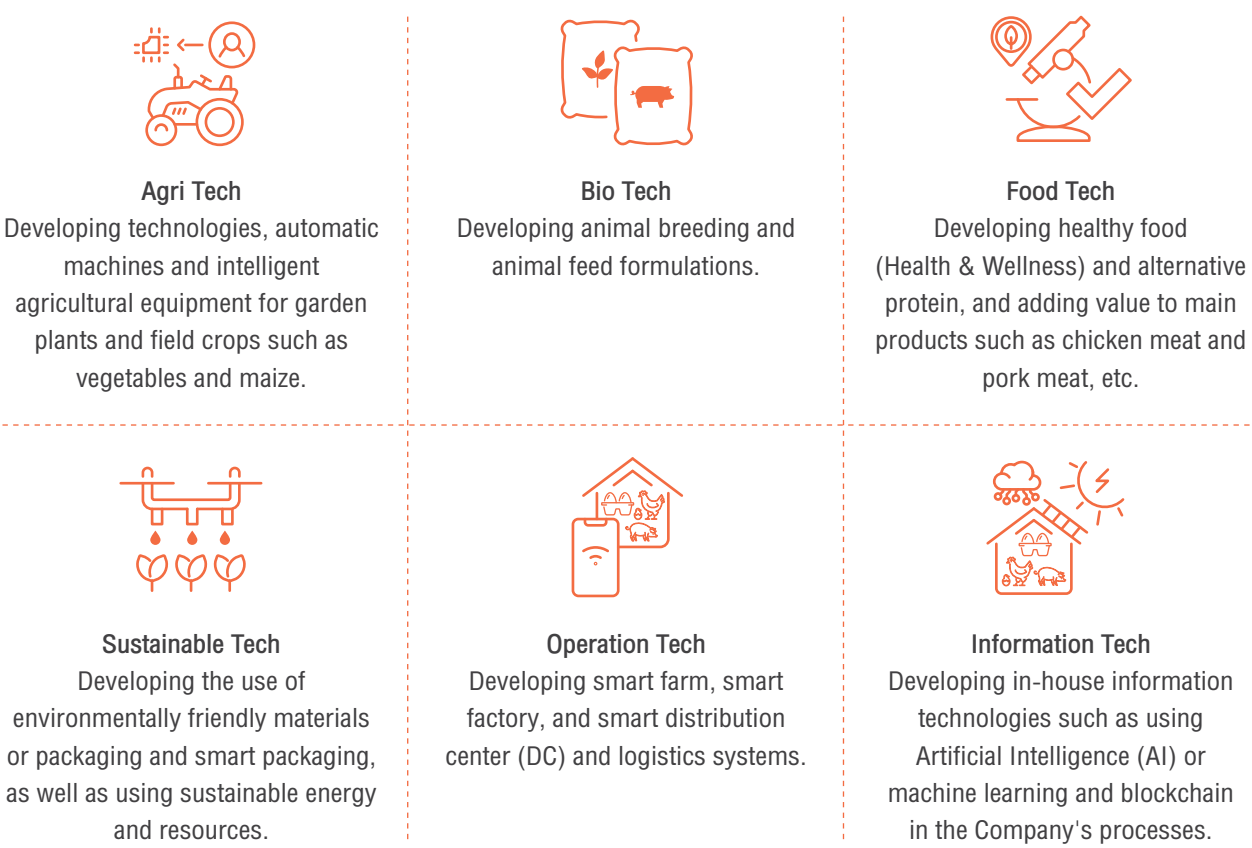 Agri Tech
Developing technologies, automatic
machines and intelligent
agricultural equipment for garden
plants and field crops such as
vegetables and maize.
Bio Tech
Developing animal breeding and
animal feed formulations.
Food Tech
Developing healthy food
(Health & Wellness) and alternative
protein, and adding value to main
products such as chicken meat and
pork meat, etc.
Sustainable Tech
Developing the use of
environmentally friendly materials
or packaging and smart packaging,
as well as using sustainable energy
and resources.
Operation Tech
Developing smart farm, smart
factory, and smart distribution
center (DC) and logistics systems.
Information Tech
Developing in-house information
technologies such as using
Artificial Intelligence (AI) or
machine learning and blockchain
in the Company's processes.